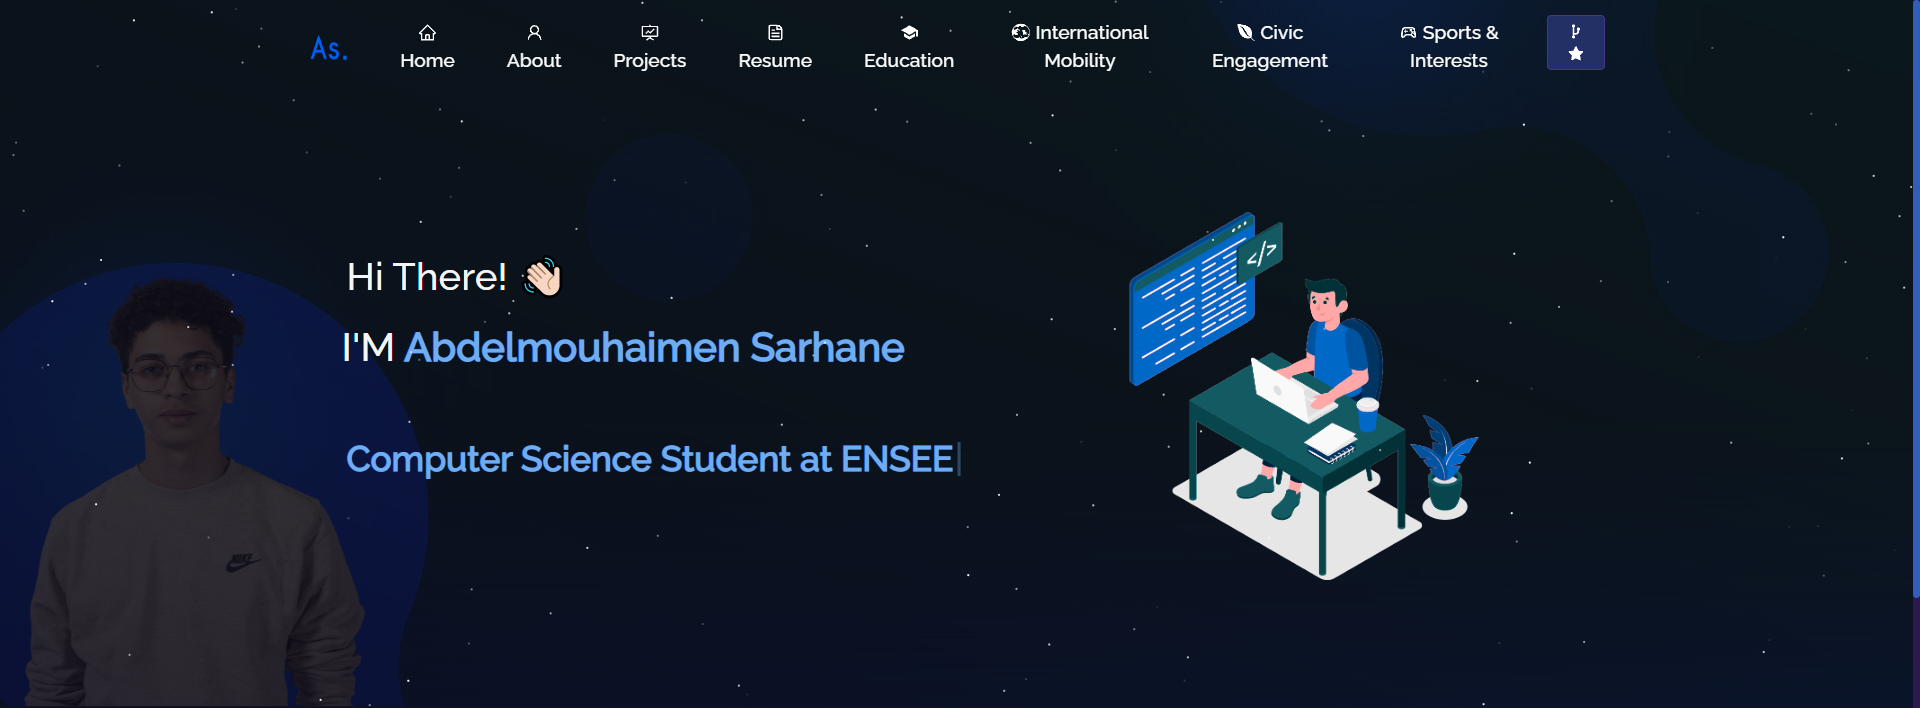 As.
Home
About
Projects
Resume
Education
International
Mobility
Civic
Engagement
Sports &
Interests
Hi There! 👋🏻
I'M Abdelmouhaimen Sarhane
Computer Science Student at ENSEE
</>
NIKE